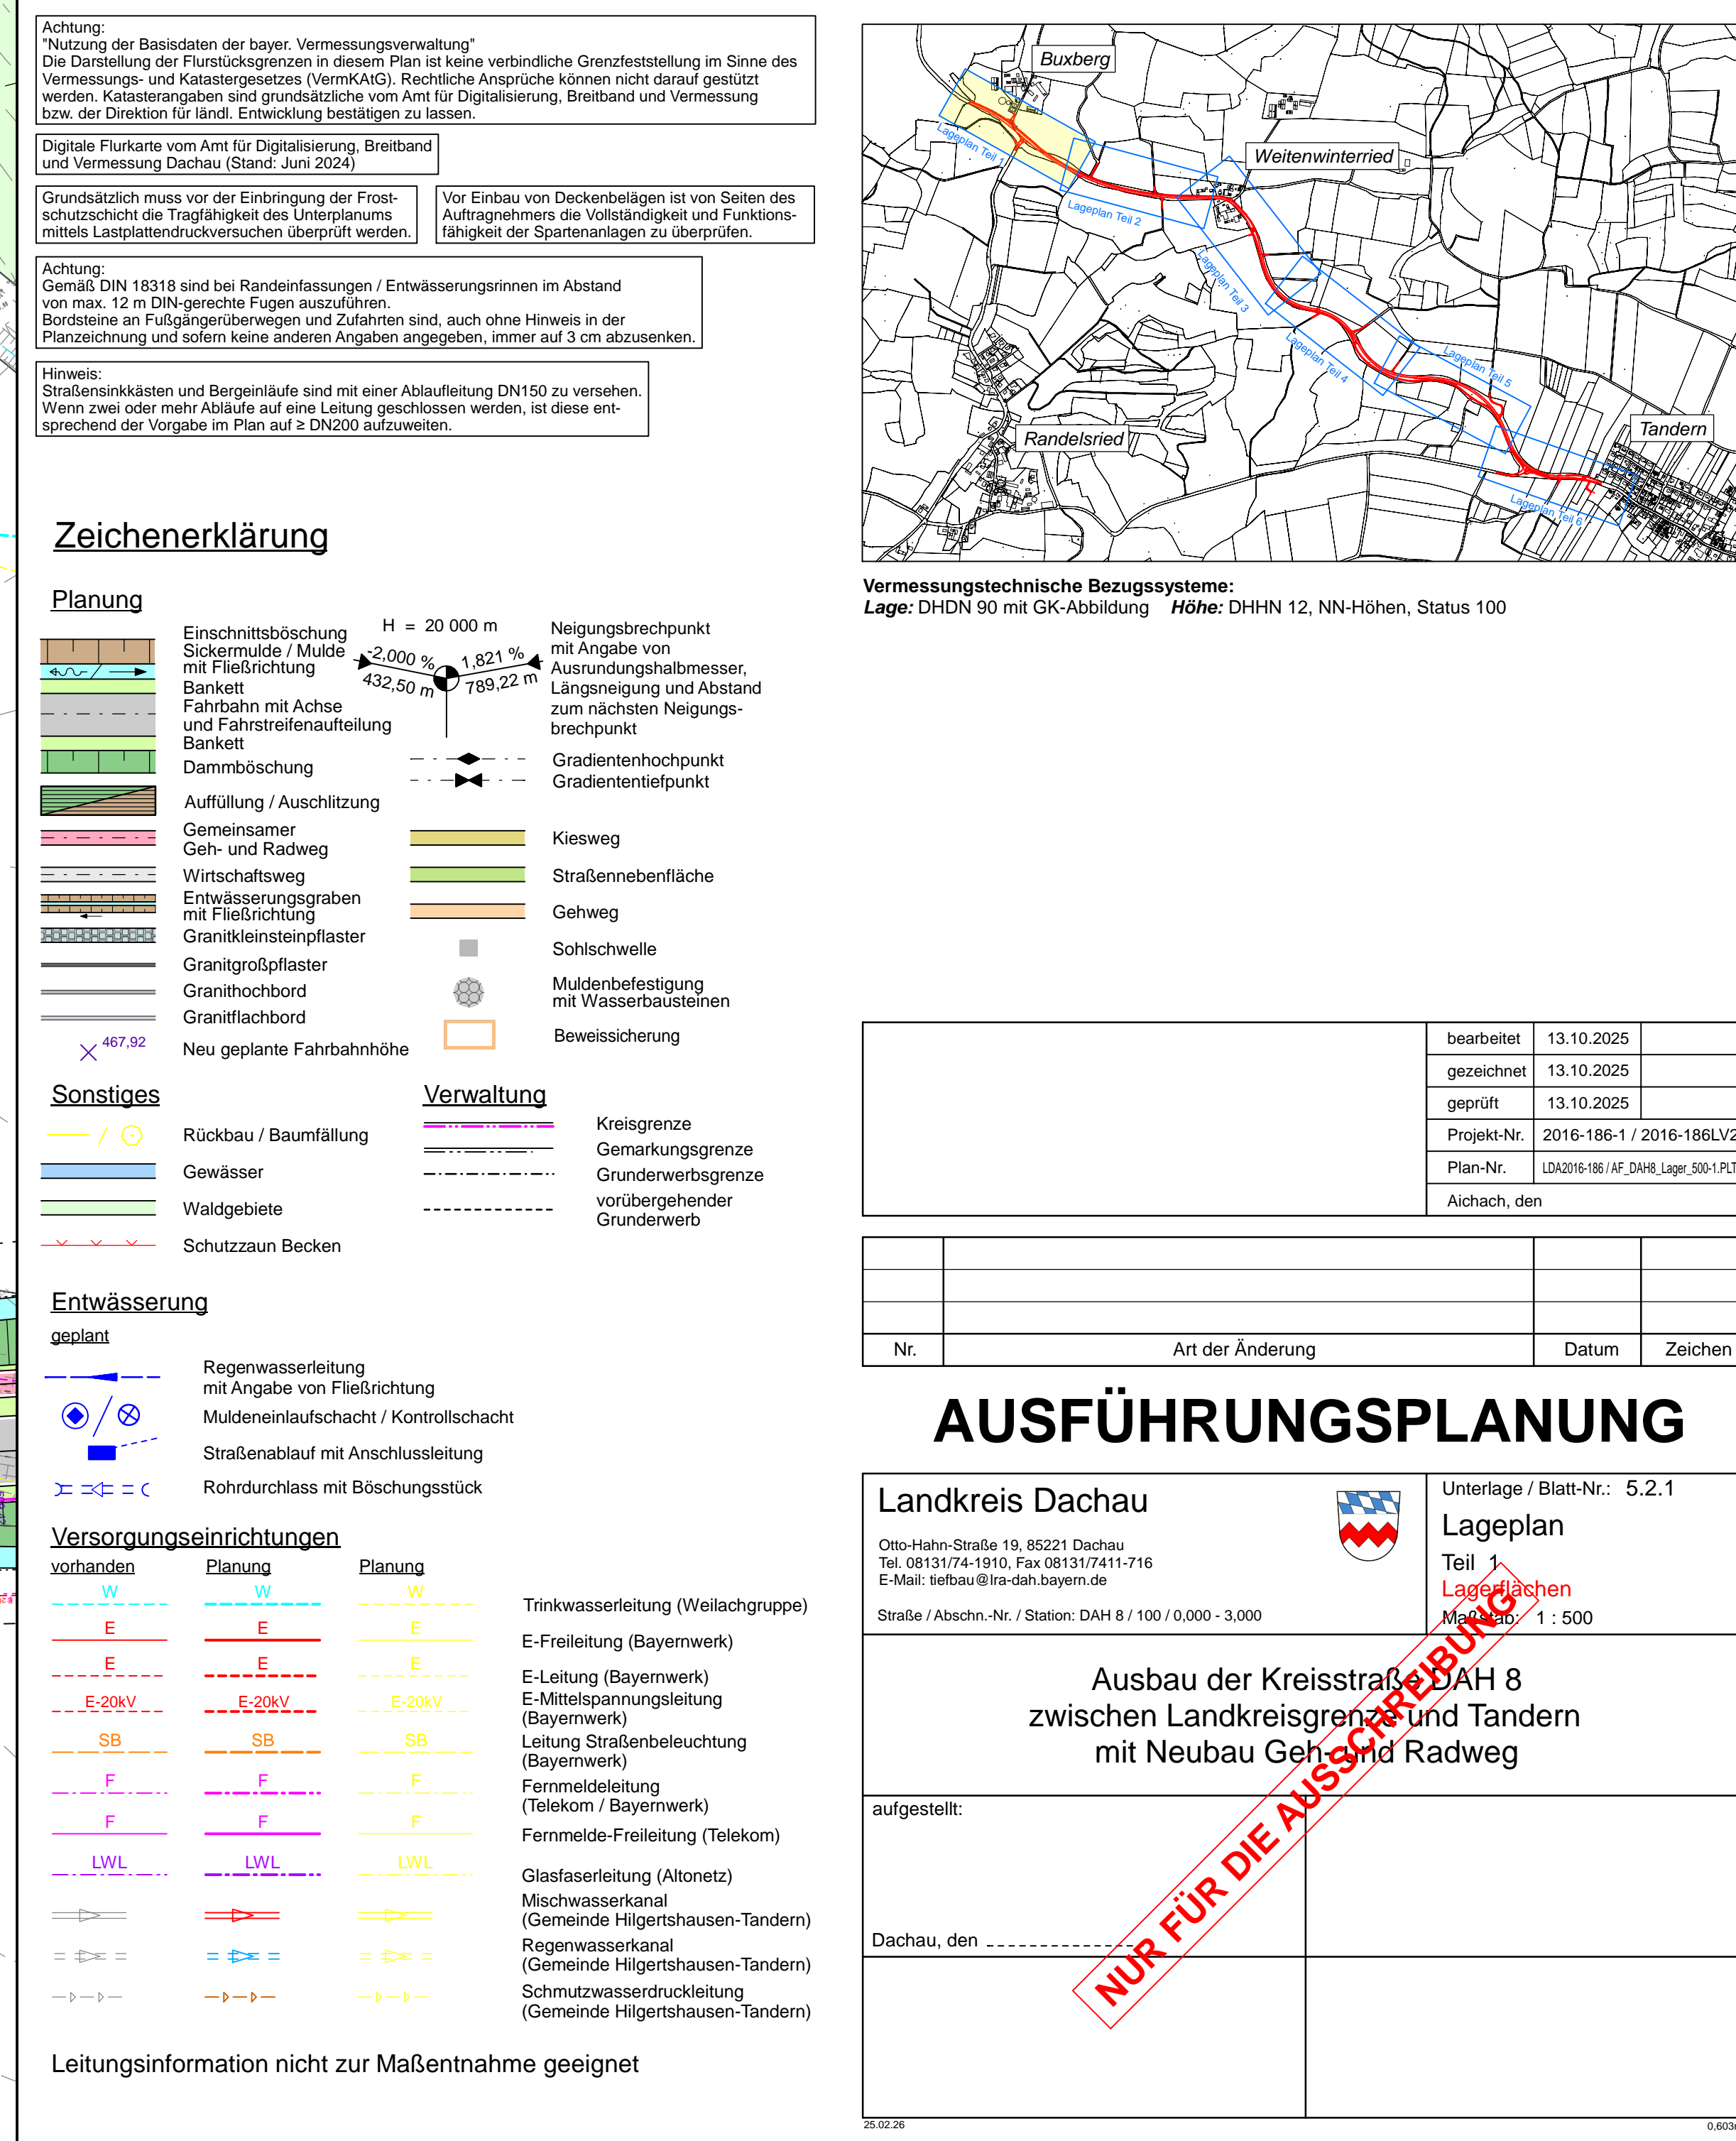 Achtung:
"Nutzung der Basisdaten der bayer. Vermessungsverwaltung"
Die Darstellung der Flurstücksgrenzen in diesem Plan ist keine verbindliche Grenzfeststellung im Sinne des
Vermessungs- und Katastergesetzes (VermKAtG). Rechtliche Ansprüche können nicht darauf gestützt
werden. Katasterangaben sind grundsätzliche vom Amt für Digitalisierung, Breitband und Vermessung
bzw. der Direktion für ländl. Entwicklung bestätigen zu lassen.
Digitale Flurkarte vom Amt für Digitalisierung, Breitband
und Vermessung Dachau (Stand: Juni 2024)
Grundsätzlich muss vor der Einbringung der Frost-
schutzschicht die Tragfähigkeit des Unterplanums
mittels Lastplattendruckversuchen überprüft werden.
Vor Einbau von Deckenbelägen ist von Seiten des
Auftragnehmers die Vollständigkeit und Funktions-
fähigkeit der Spartenanlagen zu überprüfen.
Achtung:
Gemäß DIN 18318 sind bei Randeinfassungen / Entwässerungsrinnen im Abstand
von max. 12 m DIN-gerechte Fugen auszuführen.
Bordsteine an Fußgängerüberwegen und Zufahrten sind, auch ohne Hinweis in der
Planzeichnung und sofern keine anderen Angaben angegeben, immer auf 3 cm abzusenken.
Hinweis:
Straßensinkkästen und Bergeinläufe sind mit einer Ablaufleitung DN150 zu versehen.
Wenn zwei oder mehr Abläufe auf eine Leitung geschlossen werden, ist diese ent-
sprechend der Vorgabe im Plan auf ≥ DN200 aufzuweiten.
Zeichenerklärung
Planung
Einschnittsböschung
Sickermulde / Mulde
mit Fließrichtung
Bankett
Fahrbahn mit Achse
und Fahrstreifenaufteilung
Bankett
Dammböschung
Auffüllung / Auschlitzung
Gemeinsamer
Geh- und Radweg
Wirtschaftsweg
Entwässerungsgraben
mit Fließrichtung
Granitkleinsteinpflaster
Granitgroßpflaster
Granithochbord
Granitflachbord
467,92
Neu geplante Fahrbahnhöhe
H = 20 000 m
-2,000 % 1,821 %
432,50 m 789,22 m
Neigungsbrechpunkt
mit Angabe von
Ausrundungshalbmesser,
Längsneigung und Abstand
zum nächsten Neigungs-
brechpunkt
Gradientenhochpunkt
Gradiententiefpunkt
Kiesweg
Straßennebenfläche
Gehweg
Sohlschwelle
Muldenbefestigung
mit Wasserbausteinen
Beweissicherung
Sonstiges
Rückbau / Baumfällung
Gewässer
Waldgebiete
Schutzzaun Becken
Verwaltung
Kreisgrenze
Gemarkungsgrenze
Grunderwerbsgrenze
vorübergehender
Grunderwerb
Entwässerung
geplant
Regenwasserleitung
mit Angabe von Fließrichtung
Muldeneinlaufschacht / Kontrollschacht
Straßenablauf mit Anschlussleitung
Rohrdurchlass mit Böschungsstück
Versorgungseinrichtungen
vorhanden Planung Planung
W W W Trinkwasserleitung (Weilachgruppe)
E E E E-Freileitung (Bayernwerk)
E E E E-Leitung (Bayernwerk)
E-20kV E-20kV E-20kV E-Mittelspannungsleitung
(Bayernwerk)
SB SB SB Leitung Straßenbeleuchtung
(Bayernwerk)
F F F Fernmeldeleitung
(Telekom / Bayernwerk)
F F F Fernmelde-Freileitung (Telekom)
LWL LWL LWL Glasfaserleitung (Altonetz)
Mischwasserkanal
(Gemeinde Hilgertshausen-Tandern)
Regenwasserkanal
(Gemeinde Hilgertshausen-Tandern)
Schmutzwasserdruckleitung
(Gemeinde Hilgertshausen-Tandern)
Leitungsinformation nicht zur Maßentnahme geeignet
Buxberg
Weitenwinterried
Randelsried
Tandern
Lageplan Teil 1
Lageplan Teil 2
Lageplan Teil 3
Lageplan Teil 4
Lageplan Teil 5
Lageplan Teil 6
Vermessungstechnische Bezugssysteme:
Lage: DHDN 90 mit GK-Abbildung Höhe: DHHN 12, NN-Höhen, Status 100
bearbeitet 13.10.2025
gezeichnet 13.10.2025
geprüft 13.10.2025
Projekt-Nr. 2016-186-1 / 2016-186LV2
Plan-Nr. LDA2016-186 / AF_DAH8_Lager_500-1.PLT
Aichach, den
Nr. Art der Änderung Datum Zeichen
AUSFÜHRUNGSPLANUNG
Landkreis Dachau
Otto-Hahn-Straße 19, 85221 Dachau
Tel. 08131/74-1910, Fax 08131/7411-716
E-Mail: tiefbau@lra-dah.bayern.de
Straße / Abschn.-Nr. / Station: DAH 8 / 100 / 0,000 - 3,000
Unterlage / Blatt-Nr.: 5.2.1
Lageplan
Teil 1
Lagerflächen
Maßstab: 1 : 500
Ausbau der Kreisstraße DAH 8
zwischen Landkreisgrenze und Tandern
mit Neubau Geh- und Radweg
NUR FÜR DIE AUSSCHREIBUNG
aufgestellt:
Dachau, den
25.02.26